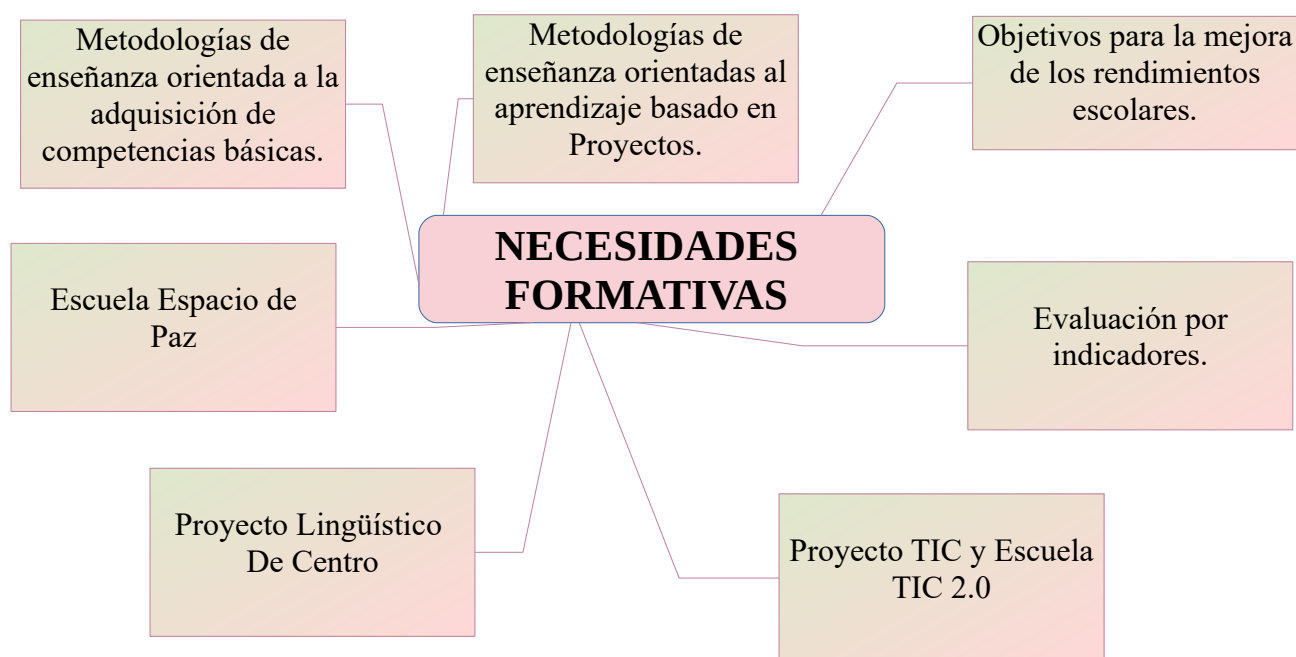 Metodologías de
enseñanza orientada a la
adquisición de
competencias básicas.
Metodologías de
enseñanza orientadas al
aprendizaje basado en
Proyectos.
Objetivos para la mejora
de los rendimientos
escolares.
NECESIDADES
FORMATIVAS
Escuela Espacio de
Paz
Evaluación por
indicadores.
Proyecto Lingüístico
De Centro
Proyecto TIC y Escuela
TIC 2.0